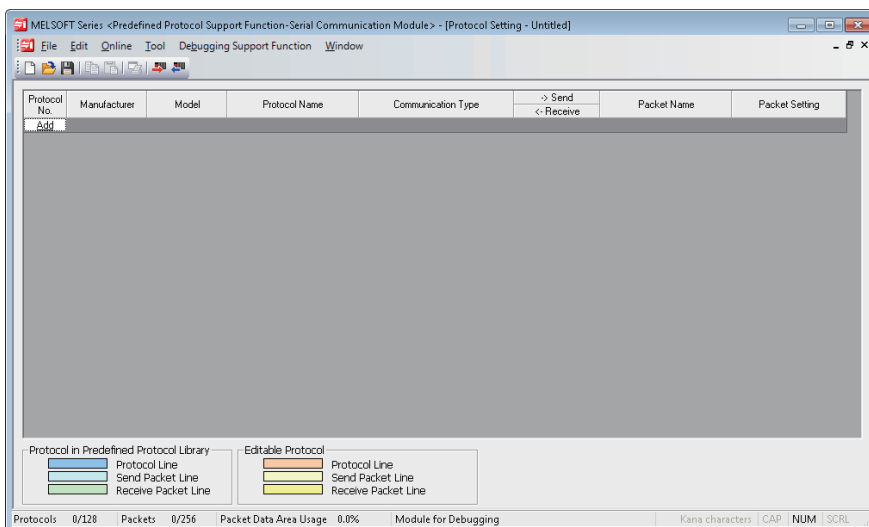 MELSOFT Series <Predefined Protocol Support Function-Serial Communication Module> - [Protocol Setting - Untitled]
File Edit Online Tool Debugging Support Function Window
Protocol No. Manufacturer Model Protocol Name Communication Type -> Send <- Receive Packet Name Packet Setting
Add
Protocol in Predefined Protocol Library
Protocol Line
Send Packet Line
Receive Packet Line
Editable Protocol
Protocol Line
Send Packet Line
Receive Packet Line
Protocols 0/128 Packets 0/256 Packet Data Area Usage 0.0% Module for Debugging Kana characters CAP NUM SCRL